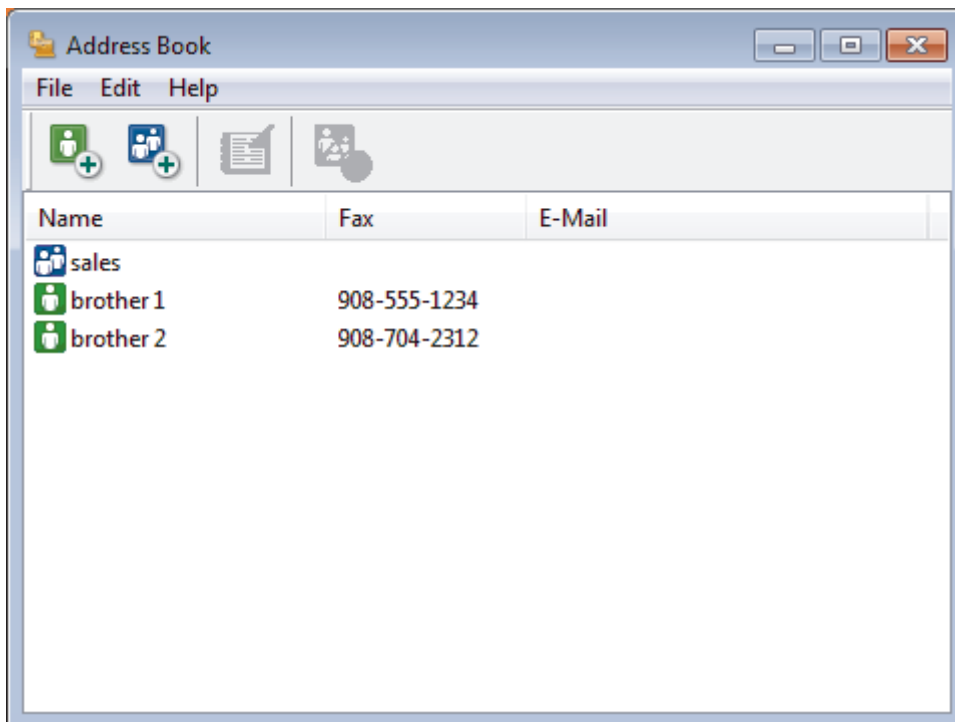 Address Book
File Edit Help
Name Fax E-Mail
sales
brother 1 908-555-1234
brother 2 908-704-2312